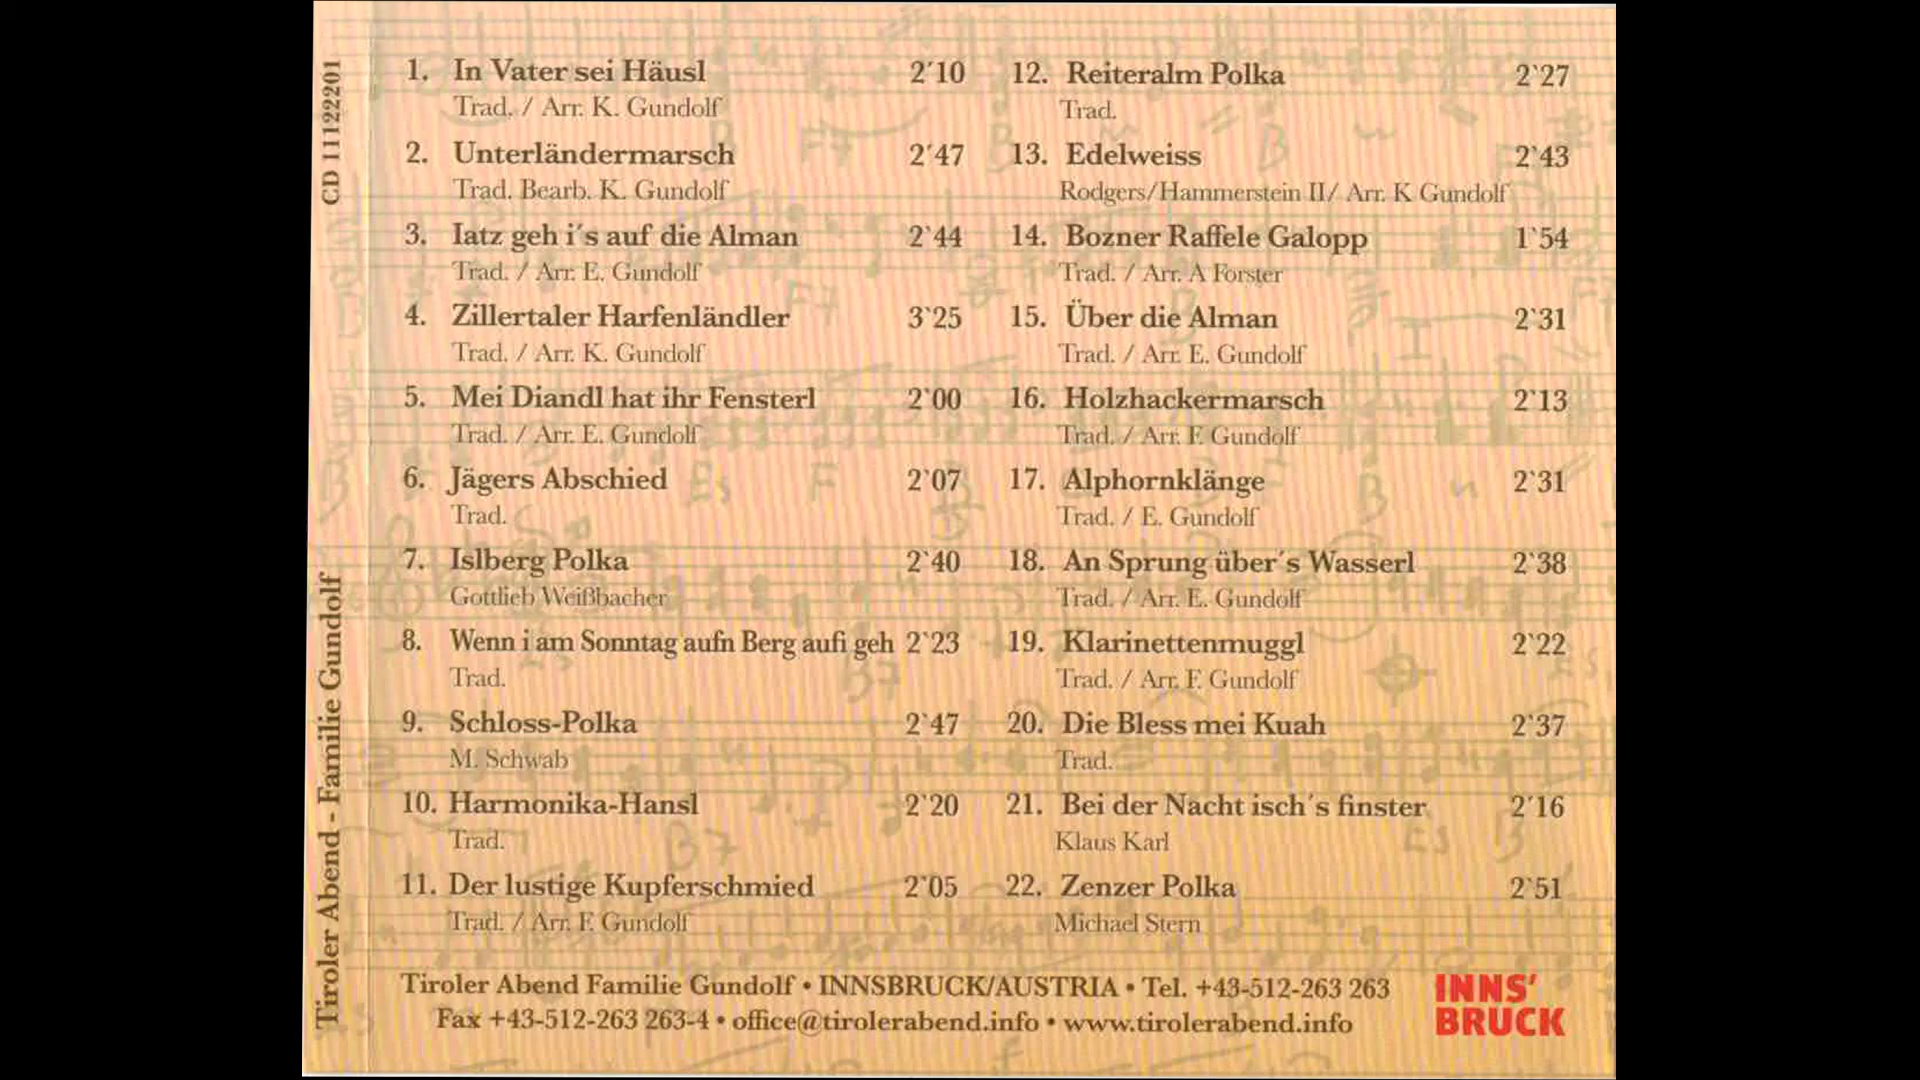 CD 11122201
Tiroler Abend - Familie Gundolf
1. In Vater sei Häusl 2´10
Trad. / Arr. K. Gundolf
2. Unterländermarsch 2´47
Trad. Bearb. K. Gundolf
3. Iatz geh i´s auf die Alman 2´44
Trad. / Arr. E. Gundolf
4. Zillertaler Harfenländler 3`25
Trad. / Arr. K. Gundolf
5. Mei Diandl hat ihr Fensterl 2`00
Trad. / Arr. E. Gundolf
6. Jägers Abschied 2`07
Trad.
7. Islberg Polka 2`40
Gottlieb Weißbacher
8. Wenn i am Sonntag aufn Berg aufi geh 2`23
Trad.
9. Schloss-Polka 2`47
M. Schwab
10. Harmonika-Hansl 2`20
Trad.
11. Der lustige Kupferschmied 2`05
Trad. / Arr. F. Gundolf
12. Reiteralm Polka 2`27
Trad.
13. Edelweiss 2`43
Rodgers/Hammerstein II/ Arr. K Gundolf
14. Bozner Raffele Galopp 1`54
Trad. / Arr. A Forster
15. Über die Alman 2`31
Trad. / Arr. E. Gundolf
16. Holzhackermarsch 2`13
Trad. / Arr. F. Gundolf
17. Alphornklänge 2`31
Trad. / E. Gundolf
18. An Sprung über´s Wasserl 2`38
Trad. / Arr. E. Gundolf
19. Klarinettenmuggl 2`22
Trad. / Arr. F. Gundolf
20. Die Bless mei Kuah 2`37
Trad.
21. Bei der Nacht isch´s finster 2´16
Klaus Karl
22. Zenzer Polka 2`51
Michael Stern
Tiroler Abend Familie Gundolf • INNSBRUCK/AUSTRIA • Tel. +43-512-263 263
Fax +43-512-263 263-4 • office@tirolerabend.info • www.tirolerabend.info
INNS'
BRUCK